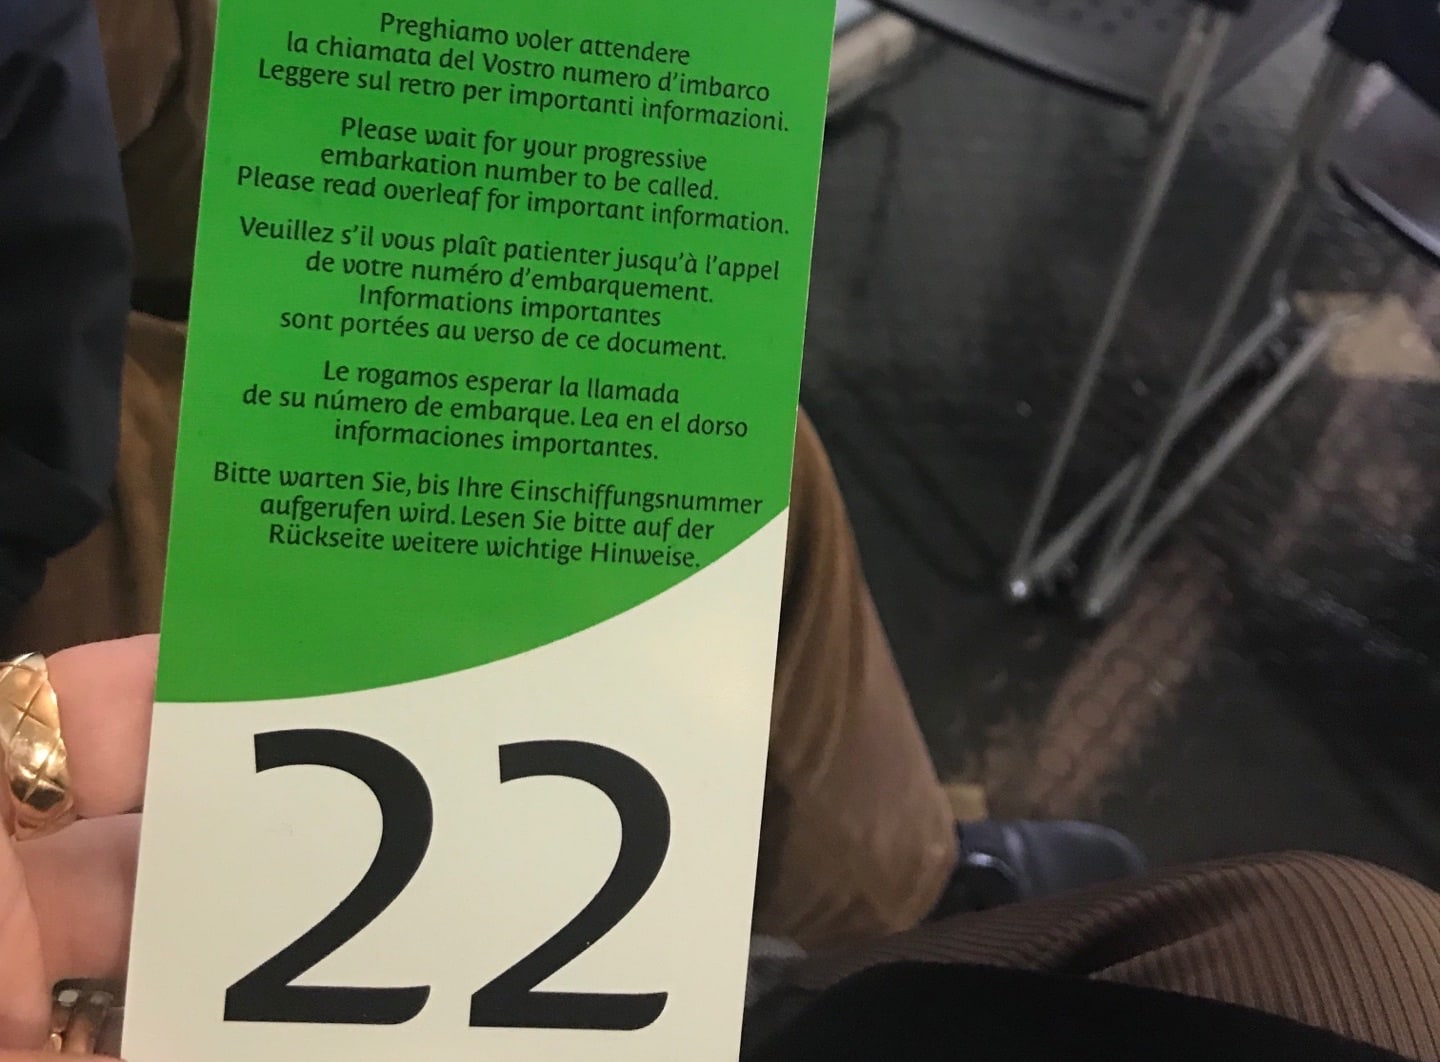 Preghiamo voler attendere
la chiamata del Vostro numero d'imbarco
Leggere sul retro per importanti informazioni.
Please wait for your progressive
embarkation number to be called.
Please read overleaf for important information.
Veuillez s'il vous plaît patienter jusqu'à l'appel
de votre numéro d'embarquement.
Informations importantes
sont portées au verso de ce document.
Le rogamos esperar la llamada
de su número de embarque. Lea en el dorso
informaciones importantes.
Bitte warten Sie, bis Ihre Einschiffungsnummer
aufgerufen wird. Lesen Sie bitte auf der
Rückseite weitere wichtige Hinweise.
22